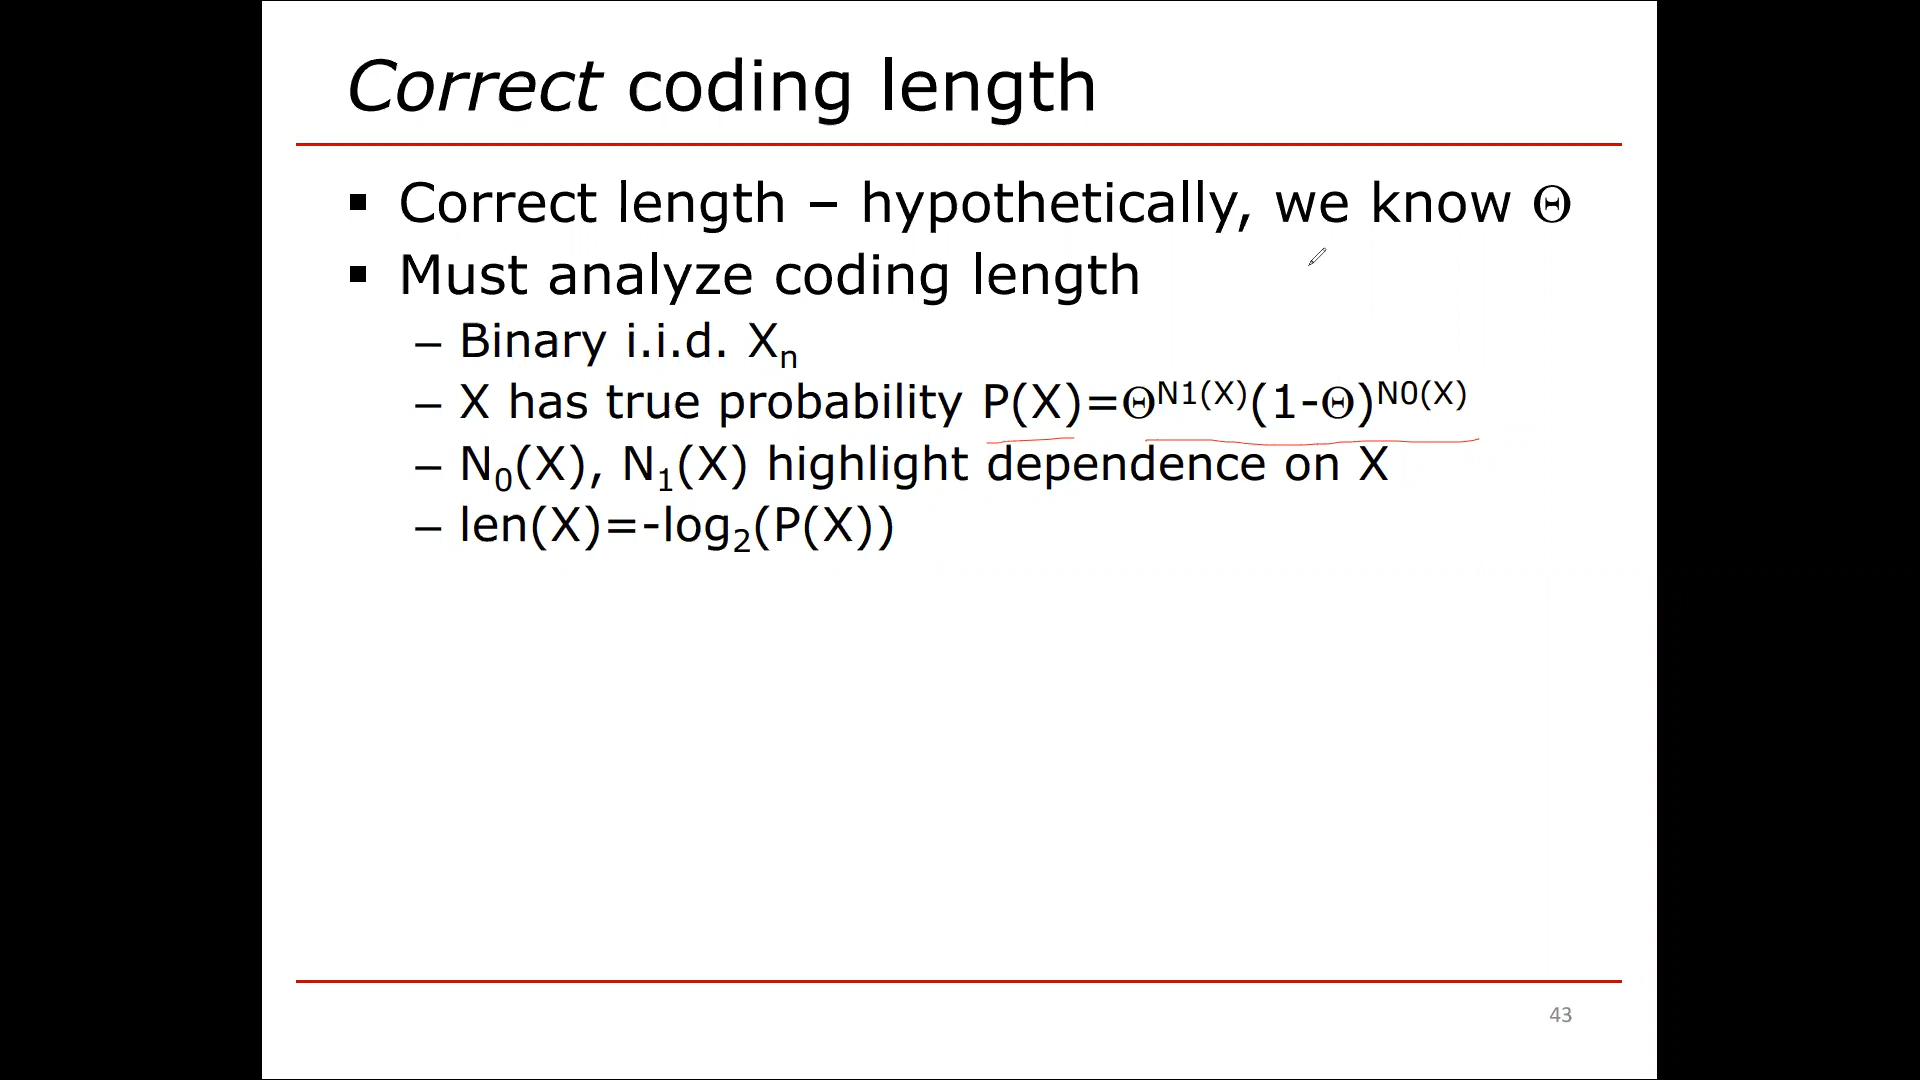 Correct coding length
▪ Correct length – hypothetically, we know Θ
▪ Must analyze coding length
– Binary i.i.d. Xₙ
– X has true probability P(X)=Θ^N1(X)(1-Θ)^N0(X)
– N₀(X), N₁(X) highlight dependence on X
– len(X)=-log₂(P(X))
43